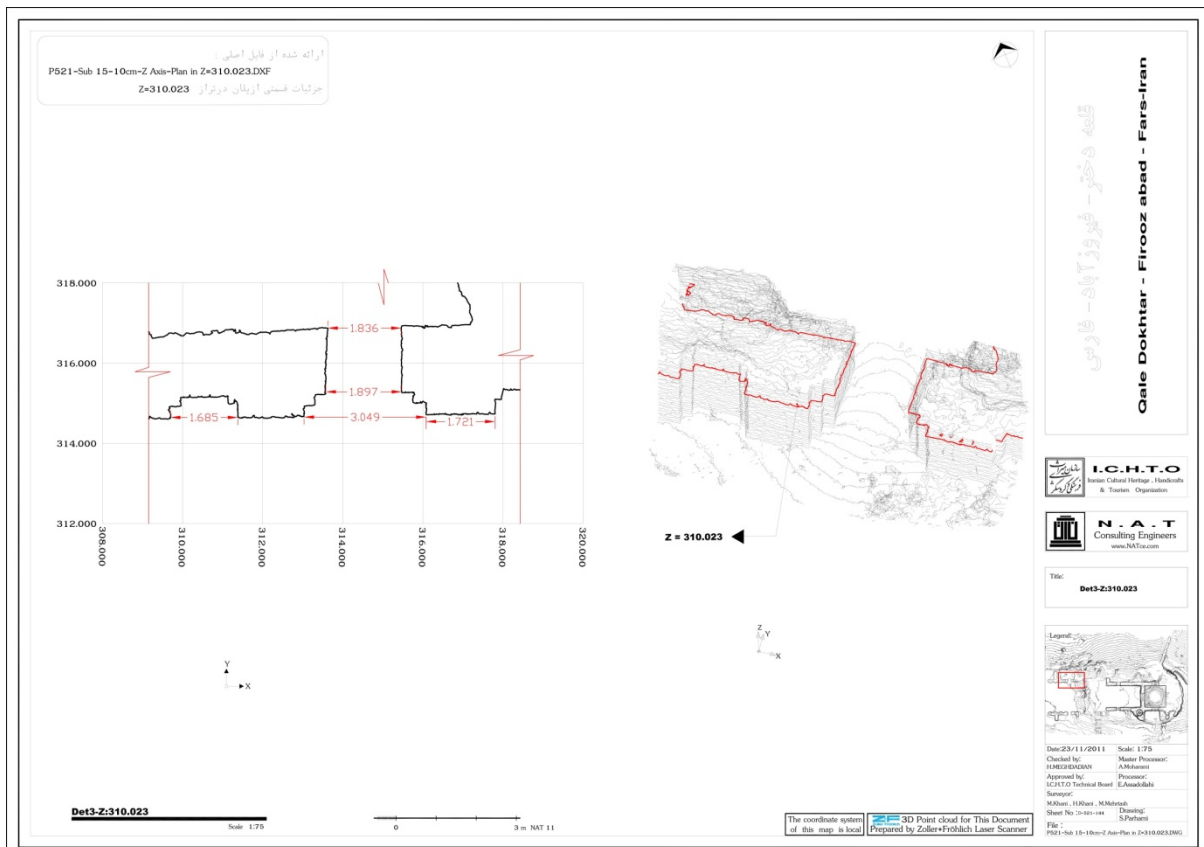 ارائه شده از فایل اصلی :
P521-Sub 15-10cm-Z Axis-Plan in Z=310.023.DXF
جزئیات قسمتی از پلان در تراز Z=310.023
318.000
316.000
314.000
312.000
308.000
310.000
312.000
314.000
316.000
318.000
320.000
1.836
1.897
1.685
3.049
1.721
Y
X
Z = 310.023
Z
Y
X
Det3-Z:310.023
Scale 1:75
0
3 m NAT 11
The coordinate system
of this map is local
ZF 3D Point cloud for This Document
Prepared by Zoller+Fröhlich Laser Scanner
قلعه دختر - فیروزآباد - فارس
Qale Dokhtar - Firooz abad - Fars-Iran
I.C.H.T.O
Iranian Cultural Heritage , Handicrafts
& Tourism Organization
N.A.T
Consulting Engineers
www.NATce.com
Title:
Det3-Z:310.023
Legend:
Date:23/11/2011 Scale: 1:75
Checked by: Master Processor:
H.MEGHDADIAN A.Moharami
Approved by: Processor:
I.C.H.T.O Technical Board E.Assadollahi
Surveyor:
M.Khani , H.Khani , M.Mehrtash
Sheet No :D-521-144 Drawing:
S.Parhami
File :
P521-Sub 15-10cm-Z Axis-Plan in Z=310.023.DWG